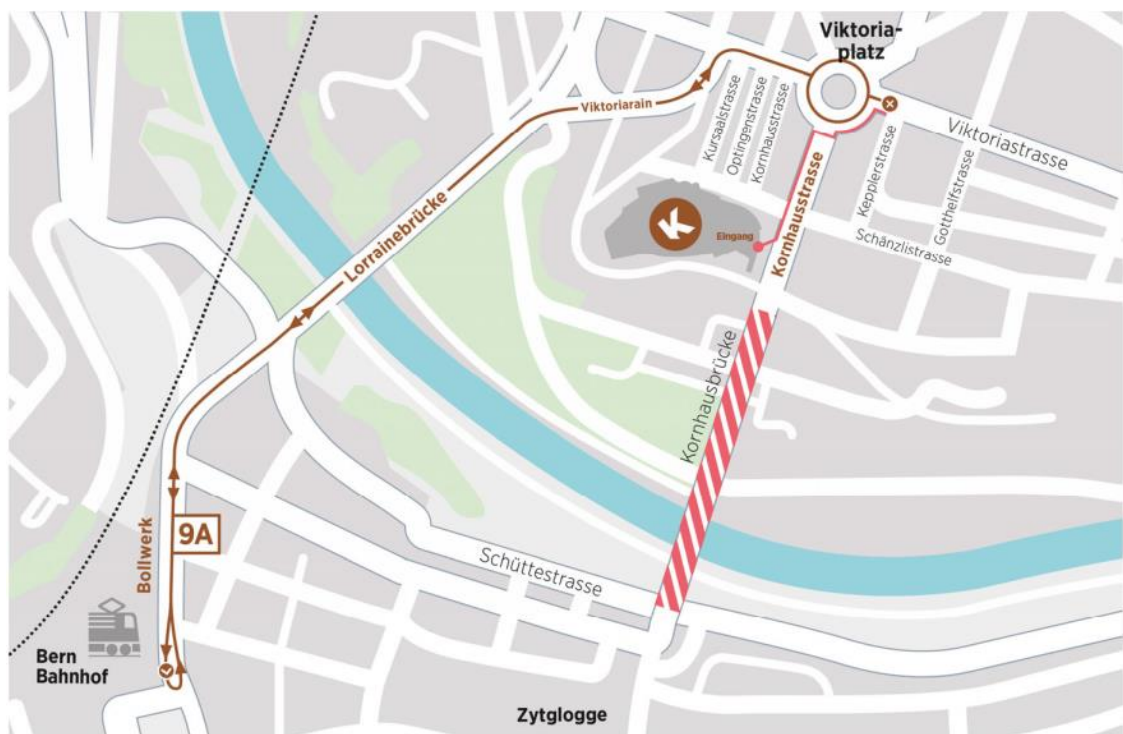 Viktoria-
platz
Viktoriarain
Kursaalstrasse
Optingenstrasse
Kornhausstrasse
Viktoriastrasse
Kepplerstrasse
Gotthelfstrasse
Kornhausstrasse
Schänzlistrasse
K
Eingang
Lorrainebrücke
Kornhausbrücke
9A
Bollwerk
Schüttestrasse
Bern
Bahnhof
Zytglogge